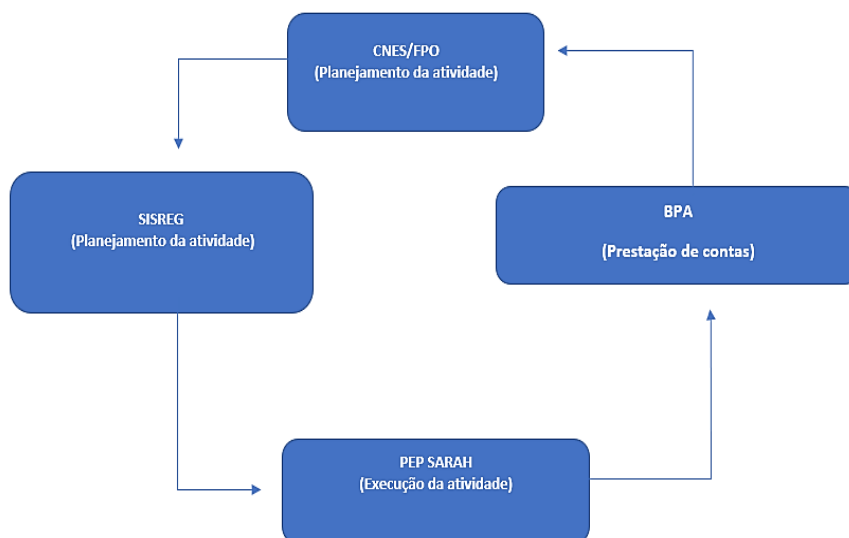 CNES/FPO
(Planejamento da atividade)
SISREG
(Planejamento da atividade)
BPA
(Prestação de contas)
PEP SARAH
(Execução da atividade)